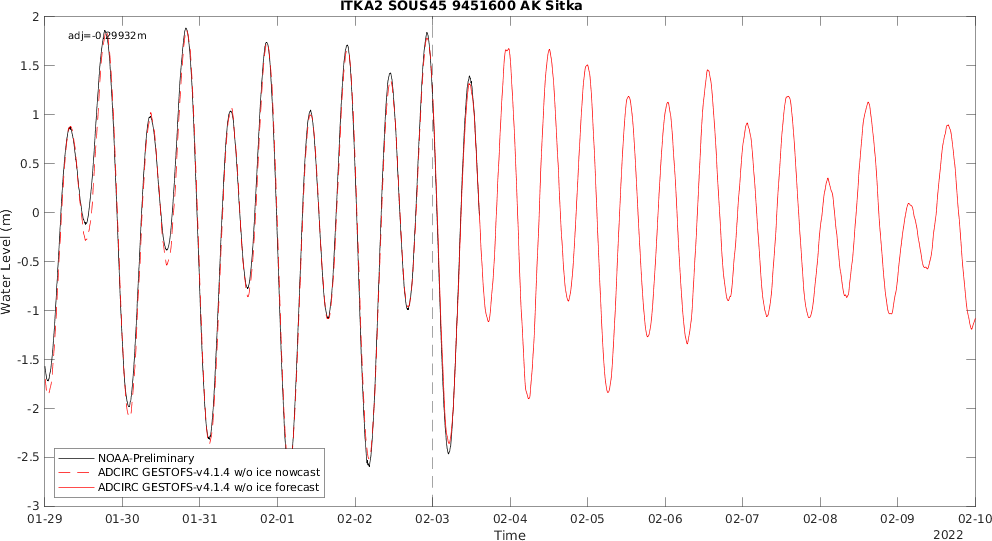 ITKA2 SOUS45 9451600 AK Sitka
adj=-0.29932m
2
1.5
1
0.5
0
-0.5
-1
-1.5
-2
-2.5
-3
Water Level (m)
NOAA-Preliminary
ADCIRC GESTOFS-v4.1.4 w/o ice nowcast
ADCIRC GESTOFS-v4.1.4 w/o ice forecast
01-29 01-30 01-31 02-01 02-02 02-03 02-04 02-05 02-06 02-07 02-08 02-09 02-10
Time
2022